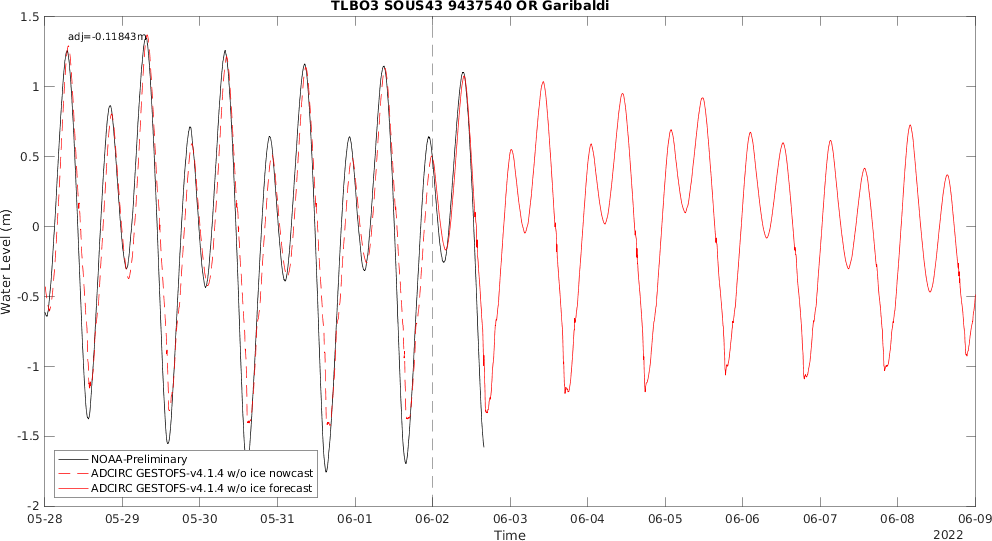 TLBO3 SOUS43 9437540 OR Garibaldi
adj=-0.11843m
1.5
1
0.5
0
-0.5
-1
-1.5
-2
Water Level (m)
NOAA-Preliminary
ADCIRC GESTOFS-v4.1.4 w/o ice nowcast
ADCIRC GESTOFS-v4.1.4 w/o ice forecast
05-28 05-29 05-30 05-31 06-01 06-02 06-03 06-04 06-05 06-06 06-07 06-08 06-09
Time
2022